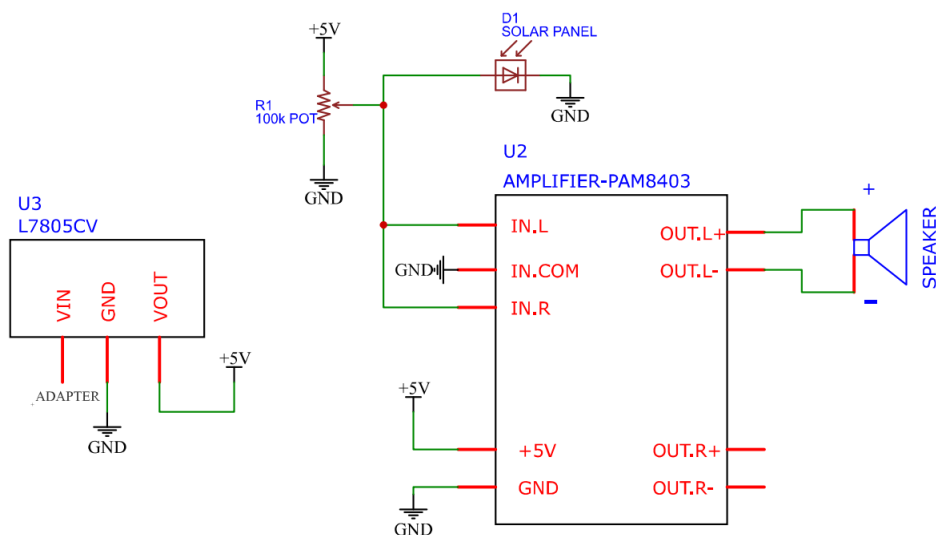 +5V
D1
SOLAR PANEL
R1
100k POT
GND
GND
U2
AMPLIFIER-PAM8403
U3
L7805CV
VIN
GND
VOUT
ADAPTER
GND
+5V
IN.L
GND
IN.COM
IN.R
+5V
+5V
GND
GND
OUT.L+
OUT.L-
OUT.R+
OUT.R-
+
SPEAKER
-